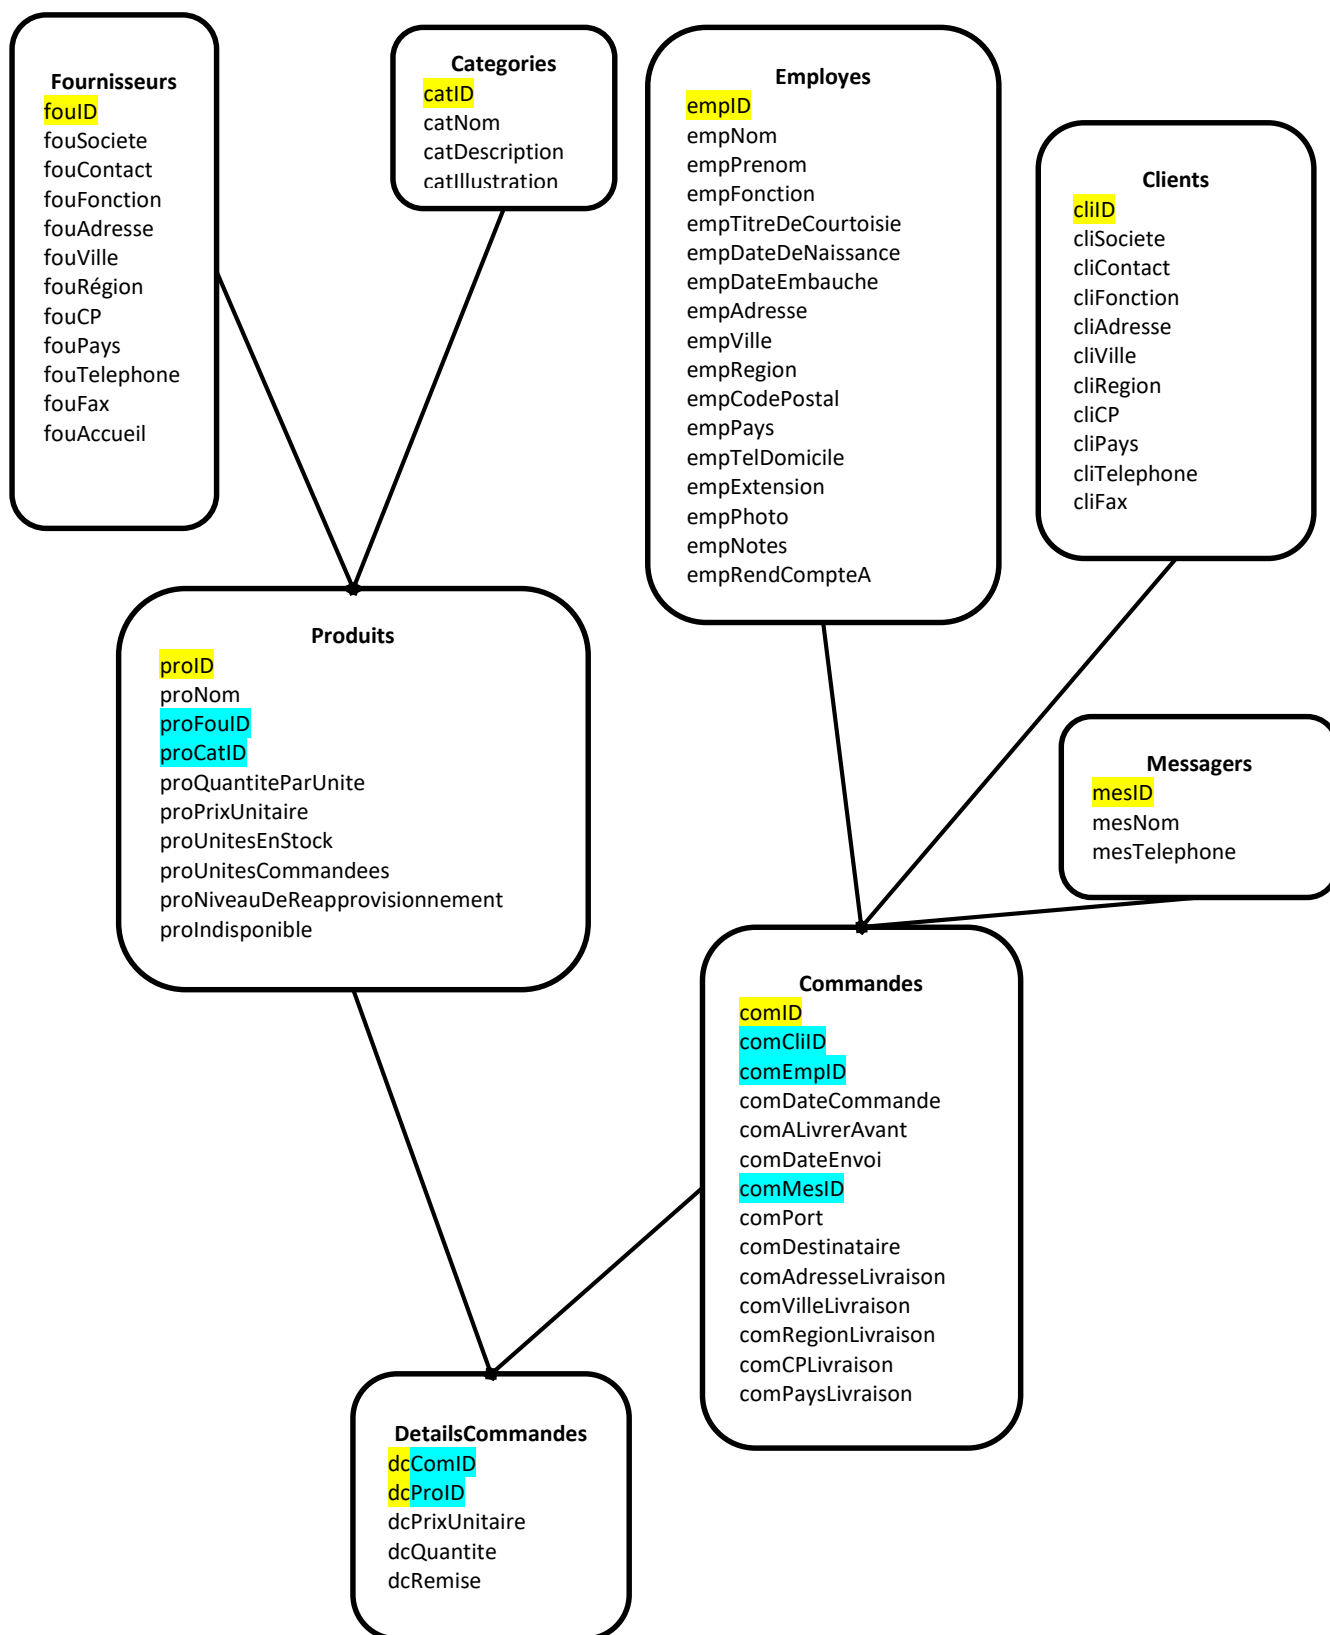 Fournisseurs
fouID
fouSociete
fouContact
fouFonction
fouAdresse
fouVille
fouRégion
fouCP
fouPays
fouTelephone
fouFax
fouAccueil
Categories
catID
catNom
catDescription
catIllustration
Employes
empID
empNom
empPrenom
empFonction
empTitreDeCourtoisie
empDateDeNaissance
empDateEmbauche
empAdresse
empVille
empRegion
empCodePostal
empPays
empTelDomicile
empExtension
empPhoto
empNotes
empRendCompteA
Clients
cliID
cliSociete
cliContact
cliFonction
cliAdresse
cliVille
cliRegion
cliCP
cliPays
cliTelephone
cliFax
Produits
proID
proNom
proFouID
proCatID
proQuantiteParUnite
proPrixUnitaire
proUnitesEnStock
proUnitesCommandees
proNiveauDeReapprovisionnement
proIndisponible
Messagers
mesID
mesNom
mesTelephone
Commandes
comID
comCliID
comEmpID
comDateCommande
comALivrerAvant
comDateEnvoi
comMesID
comPort
comDestinataire
comAdresseLivraison
comVilleLivraison
comRegionLivraison
comCPLivraison
comPaysLivraison
DetailsCommandes
dcComID
dcProID
dcPrixUnitaire
dcQuantite
dcRemise